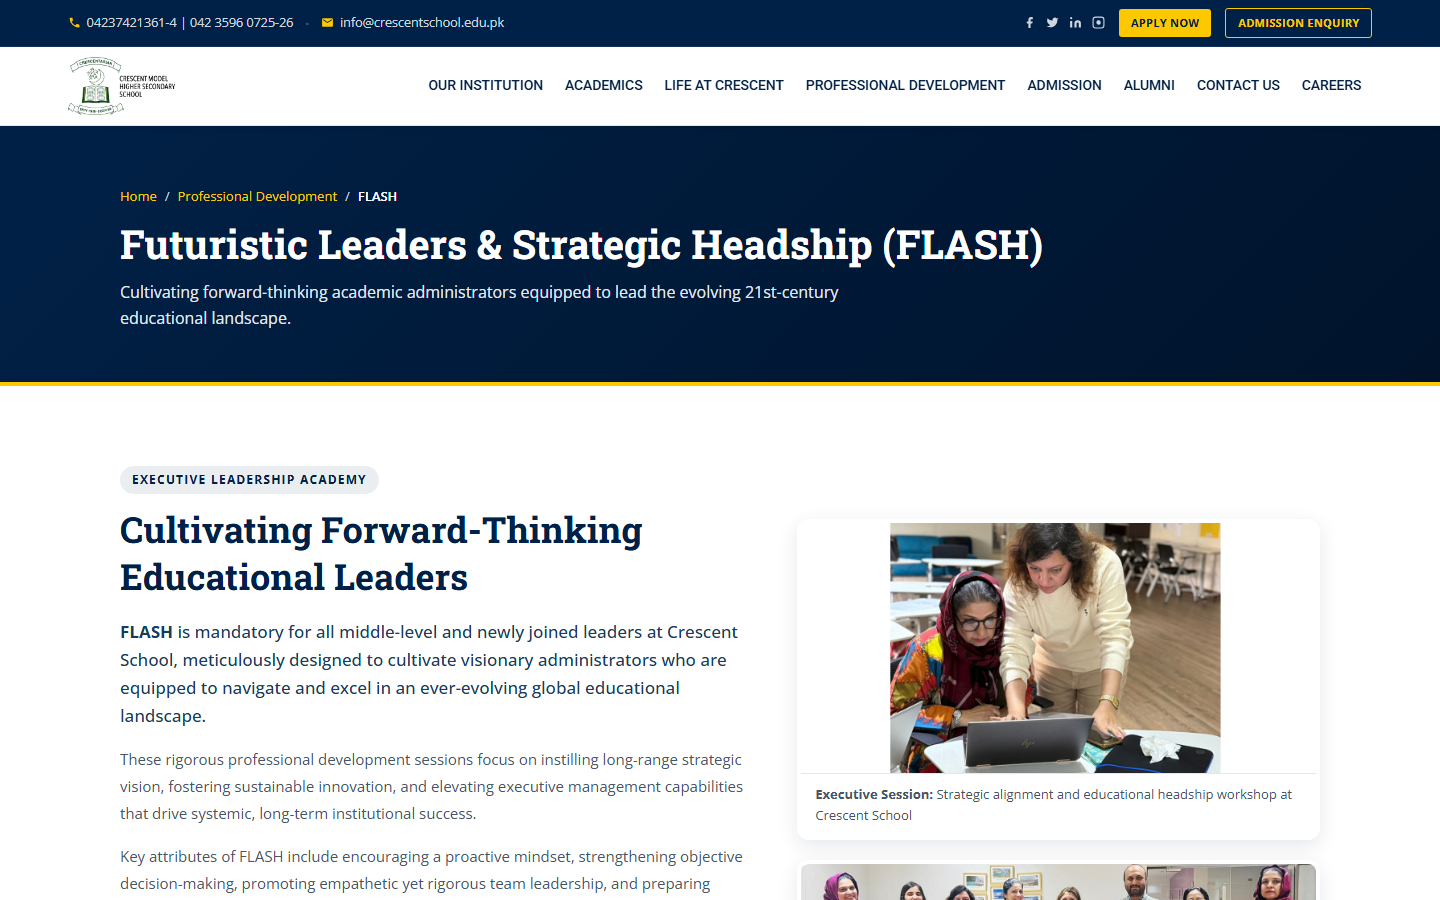 04237421361-4 | 042 3596 0725-26
info@crescentschool.edu.pk
APPLY NOW
ADMISSION ENQUIRY
CRESCENTARIAN
CRESCENT MODEL
HIGHER SECONDARY
SCHOOL
OUR INSTITUTION
ACADEMICS
LIFE AT CRESCENT
PROFESSIONAL DEVELOPMENT
ADMISSION
ALUMNI
CONTACT US
CAREERS
Home / Professional Development / FLASH
Futuristic Leaders & Strategic Headship (FLASH)
Cultivating forward-thinking academic administrators equipped to lead the evolving 21st-century
educational landscape.
EXECUTIVE LEADERSHIP ACADEMY
Cultivating Forward-Thinking
Educational Leaders
FLASH is mandatory for all middle-level and newly joined leaders at Crescent
School, meticulously designed to cultivate visionary administrators who are
equipped to navigate and excel in an ever-evolving global educational
landscape.
These rigorous professional development sessions focus on instilling long-range strategic
vision, fostering sustainable innovation, and elevating executive management capabilities
that drive systemic, long-term institutional success.
Key attributes of FLASH include encouraging a proactive mindset, strengthening objective
decision-making, promoting empathetic yet rigorous team leadership, and preparing
Executive Session: Strategic alignment and educational headship workshop at
Crescent School